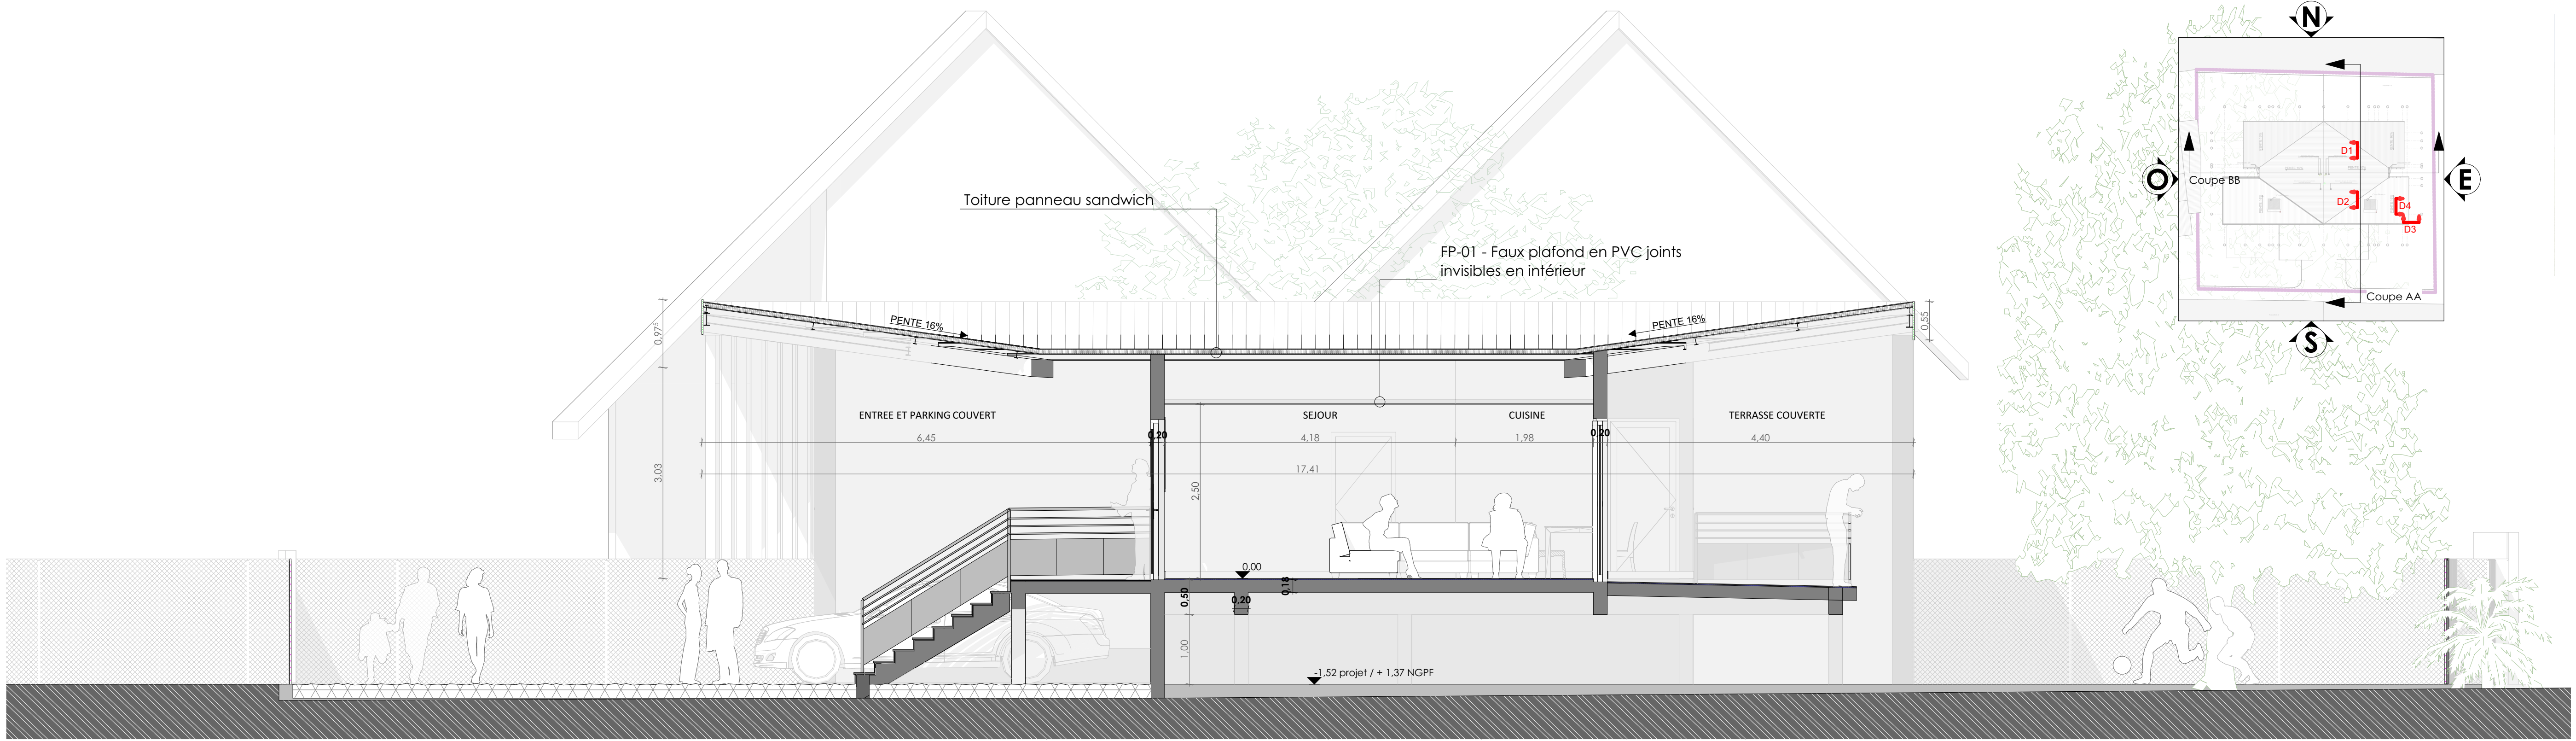 N
O
E
S
Coupe BB
Coupe AA
D1
D2
D4
D3
Toiture panneau sandwich
FP-01 - Faux plafond en PVC joints
invisibles en intérieur
PENTE 16%
PENTE 16%
0,97⁵
0,55
ENTREE ET PARKING COUVERT
SEJOUR
CUISINE
TERRASSE COUVERTE
6,45
0,20
4,18
1,98
0,20
4,40
17,41
3,03
2,50
0,00
0,18
0,50
0,20
1,00
-1,52 projet / + 1,37 NGPF